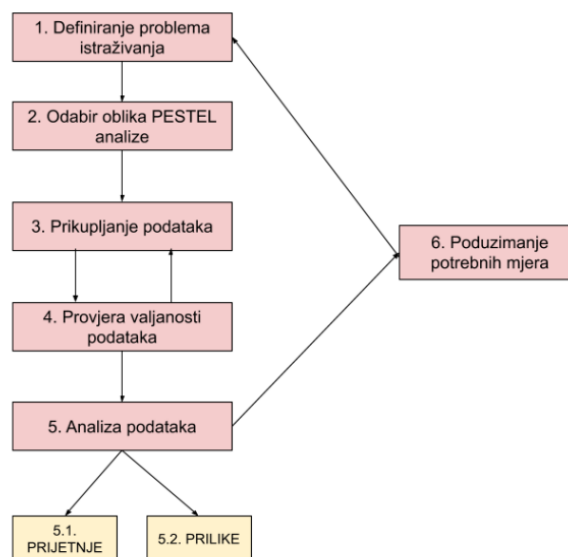 1. Definiranje problema
istraživanja
2. Odabir oblika PESTEL
analize
3. Prikupljanje podataka
4. Provjera valjanosti
podataka
5. Analiza podataka
5.1.
PRIJETNJE
5.2. PRILIKE
6. Poduzimanje
potrebnih mjera